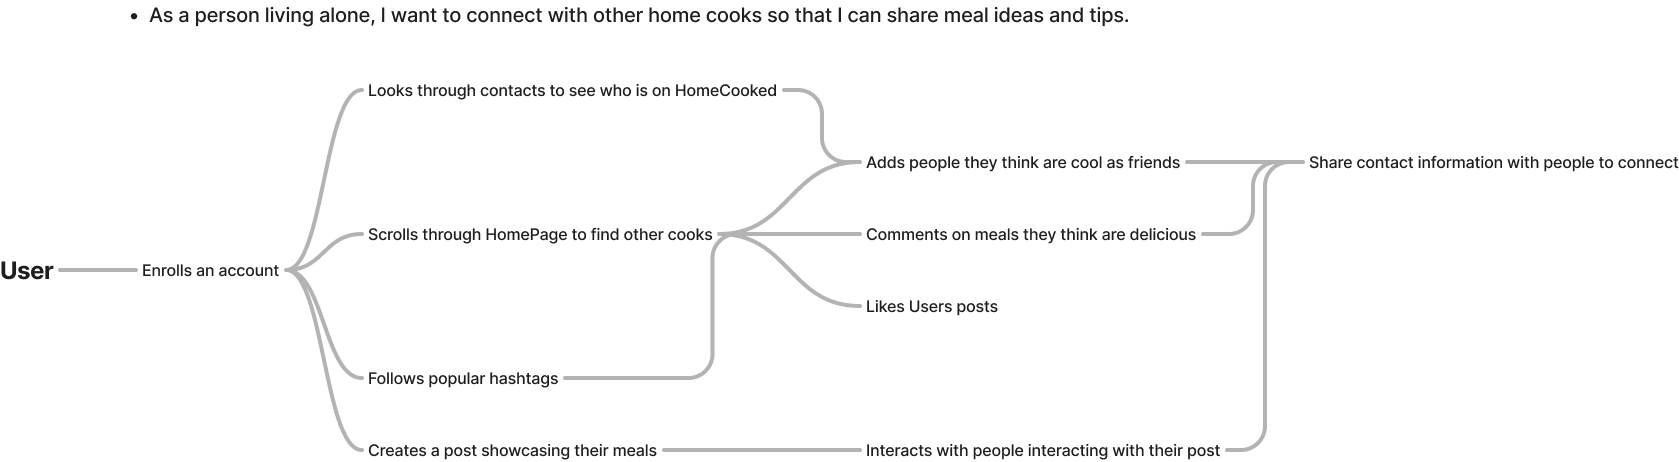 • As a person living alone, I want to connect with other home cooks so that I can share meal ideas and tips.
Looks through contacts to see who is on HomeCooked
Adds people they think are cool as friends
Share contact information with people to connect
Scrolls through HomePage to find other cooks
Comments on meals they think are delicious
User
Enrolls an account
Likes Users posts
Follows popular hashtags
Creates a post showcasing their meals
Interacts with people interacting with their post